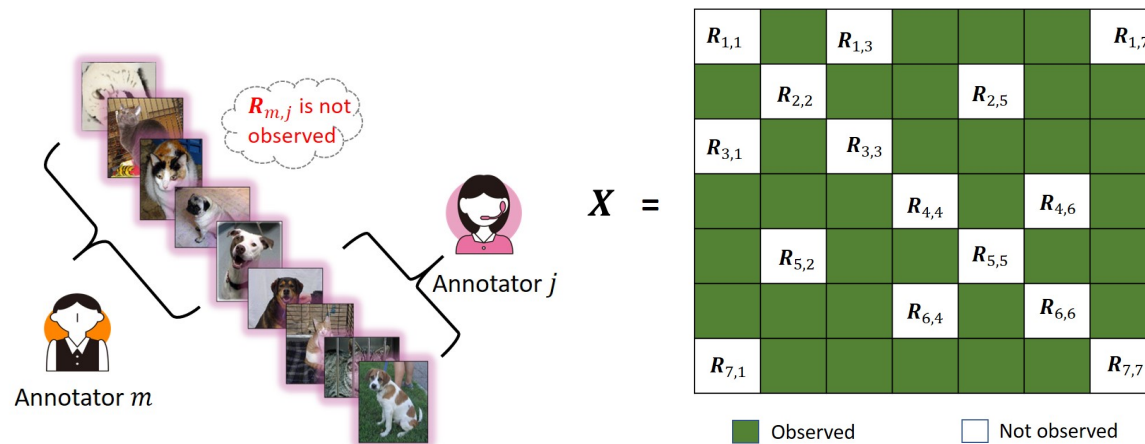 R_{m,j} is not
observed
Annotator j
Annotator m
X =
R_{1,1} R_{1,3} R_{1,7}
R_{2,2} R_{2,5}
R_{3,1} R_{3,3}
R_{4,4} R_{4,6}
R_{5,2} R_{5,5}
R_{6,4} R_{6,6}
R_{7,1} R_{7,7}
Observed Not observed